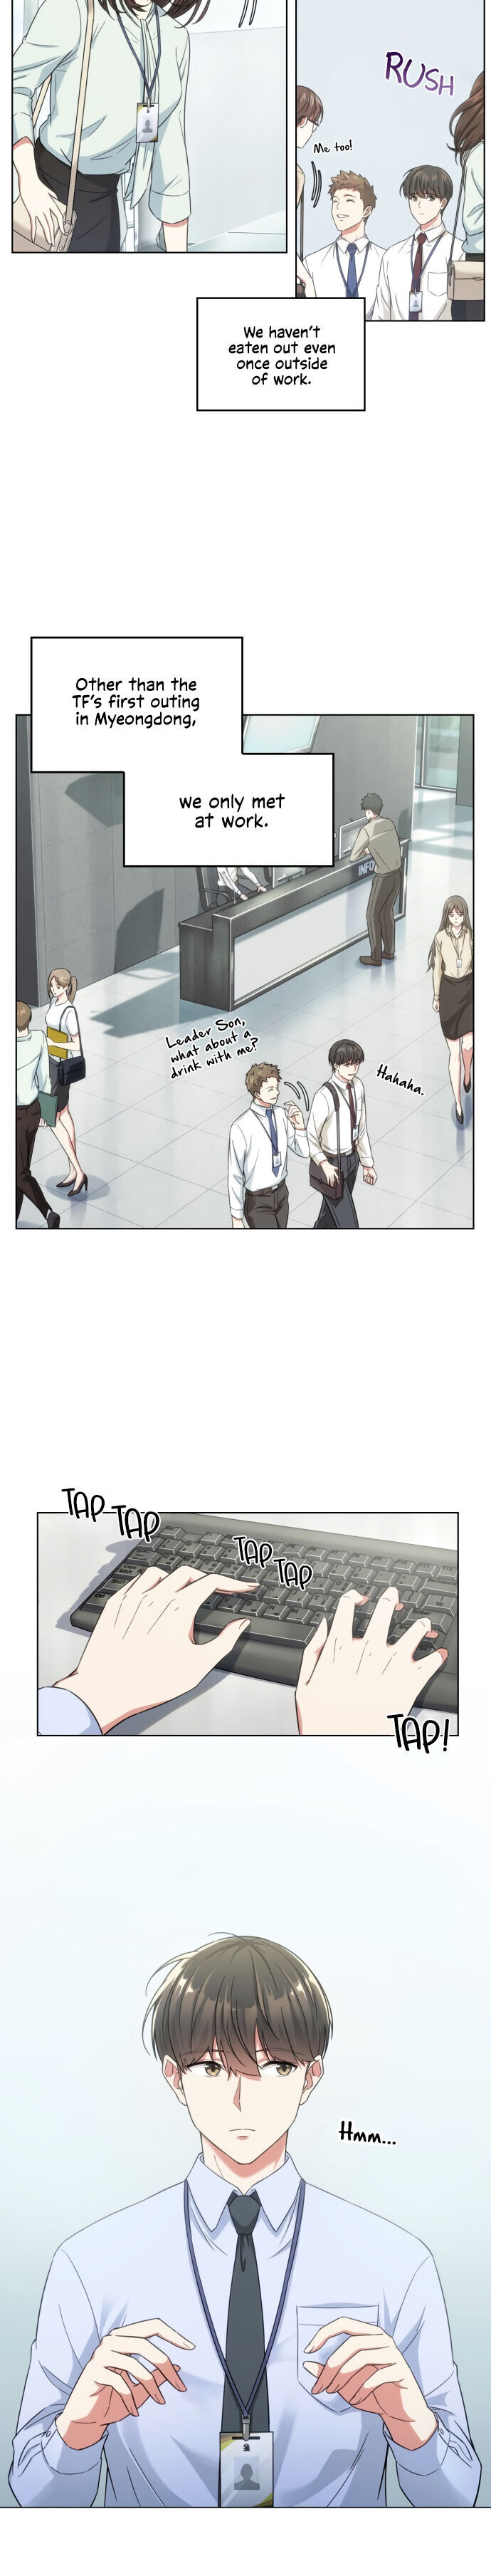 RUSH
Me too!
We haven't
eaten out even
once outside
of work.
Other than the
TF's first outing
in Myeongdong,
we only met
at work.
INFO
Leader Son,
what about a
drink with me?
Hahaha.
TAP
TAP
TAP
TAP
TAP!
Hmm...